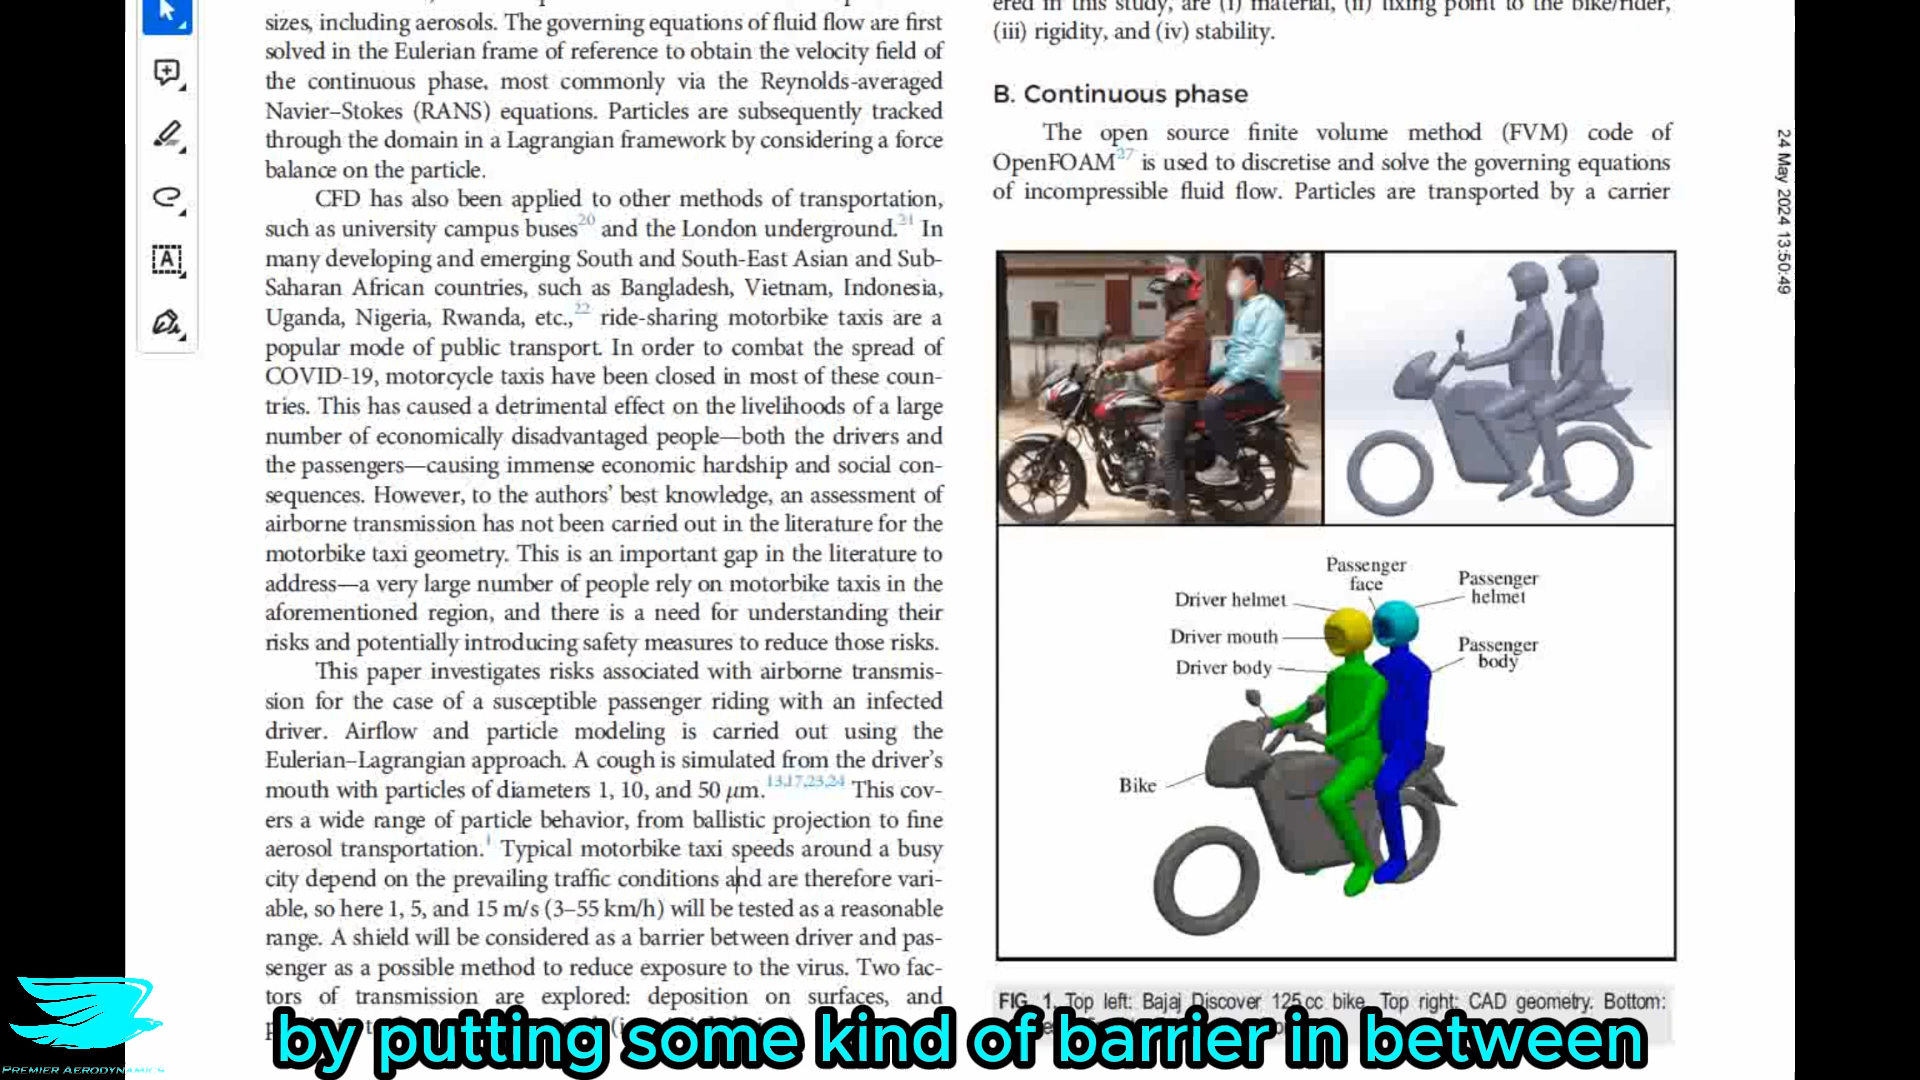 sizes, including aerosols. The governing equations of fluid flow are first
solved in the Eulerian frame of reference to obtain the velocity field of
the continuous phase, most commonly via the Reynolds-averaged
Navier–Stokes (RANS) equations. Particles are subsequently tracked
through the domain in a Lagrangian framework by considering a force
balance on the particle.
CFD has also been applied to other methods of transportation,
such as university campus buses20 and the London underground.21 In
many developing and emerging South and South-East Asian and Sub-
Saharan African countries, such as Bangladesh, Vietnam, Indonesia,
Uganda, Nigeria, Rwanda, etc.,22 ride-sharing motorbike taxis are a
popular mode of public transport. In order to combat the spread of
COVID-19, motorcycle taxis have been closed in most of these coun-
tries. This has caused a detrimental effect on the livelihoods of a large
number of economically disadvantaged people—both the drivers and
the passengers—causing immense economic hardship and social con-
sequences. However, to the authors' best knowledge, an assessment of
airborne transmission has not been carried out in the literature for the
motorbike taxi geometry. This is an important gap in the literature to
address—a very large number of people rely on motorbike taxis in the
aforementioned region, and there is a need for understanding their
risks and potentially introducing safety measures to reduce those risks.
This paper investigates risks associated with airborne transmis-
sion for the case of a susceptible passenger riding with an infected
driver. Airflow and particle modeling is carried out using the
Eulerian–Lagrangian approach. A cough is simulated from the driver's
mouth with particles of diameters 1, 10, and 50 μm.13,17,23,24 This cov-
ers a wide range of particle behavior, from ballistic projection to fine
aerosol transportation.1 Typical motorbike taxi speeds around a busy
city depend on the prevailing traffic conditions and are therefore vari-
able, so here 1, 5, and 15 m/s (3–55 km/h) will be tested as a reasonable
range. A shield will be considered as a barrier between driver and pas-
senger as a possible method to reduce exposure to the virus. Two fac-
tors of transmission are explored: deposition on surfaces, and
ered in this study, are (i) material, (ii) fixing point to the bike/rider,
(iii) rigidity, and (iv) stability.
B. Continuous phase
The open source finite volume method (FVM) code of
OpenFOAM27 is used to discretise and solve the governing equations
of incompressible fluid flow. Particles are transported by a carrier
Passenger
face
Passenger
helmet
Driver helmet
Driver mouth
Driver body
Passenger
body
Bike
FIG. 1. Top left: Bajaj Discover 125 cc bike. Top right: CAD geometry. Bottom:
24 May 2024 13:50:49
by putting some kind of barrier in between
PREMIER AERODYNAMICS